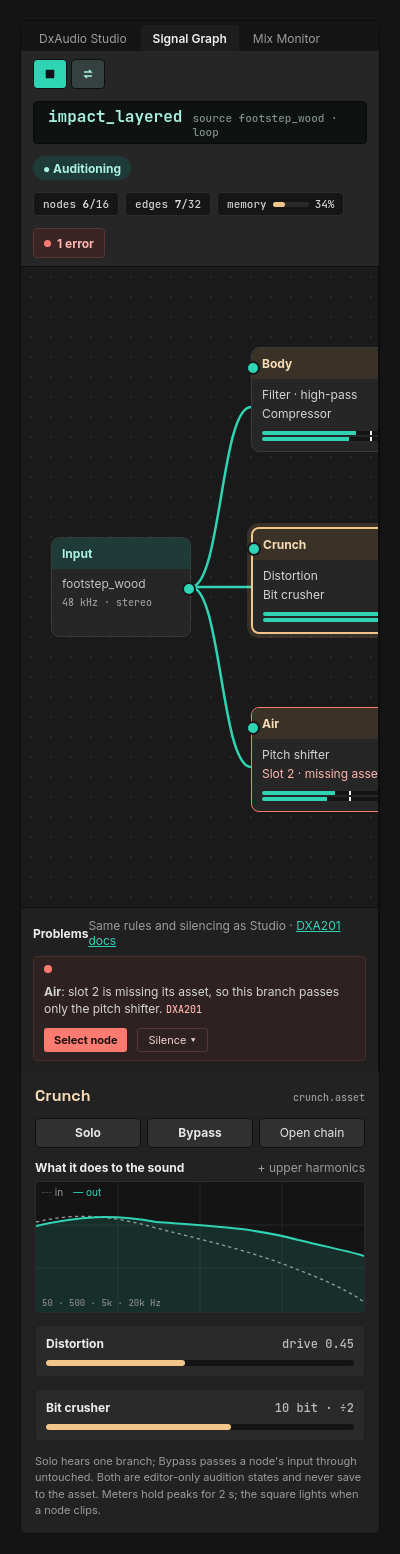 DxAudio Studio
Signal Graph
Mix Monitor
impact_layered
source footstep_wood ·
loop
Auditioning
nodes 6/16
edges 7/32
memory 34%
1 error
Body
Filter · high-pass
Compressor
Crunch
Distortion
Bit crusher
Input
footstep_wood
48 kHz · stereo
Air
Pitch shifter
Slot 2 · missing asse
Problems
Same rules and silencing as Studio · DXA201
docs
Air: slot 2 is missing its asset, so this branch passes
only the pitch shifter. DXA201
Select node
Silence ▾
Crunch
crunch.asset
Solo
Bypass
Open chain
What it does to the sound
+ upper harmonics
in
out
50 · 500 · 5k · 20k Hz
Distortion
drive 0.45
Bit crusher
10 bit · ÷2
Solo hears one branch; Bypass passes a node's input through
untouched. Both are editor-only audition states and never save
to the asset. Meters hold peaks for 2 s; the square lights when
a node clips.